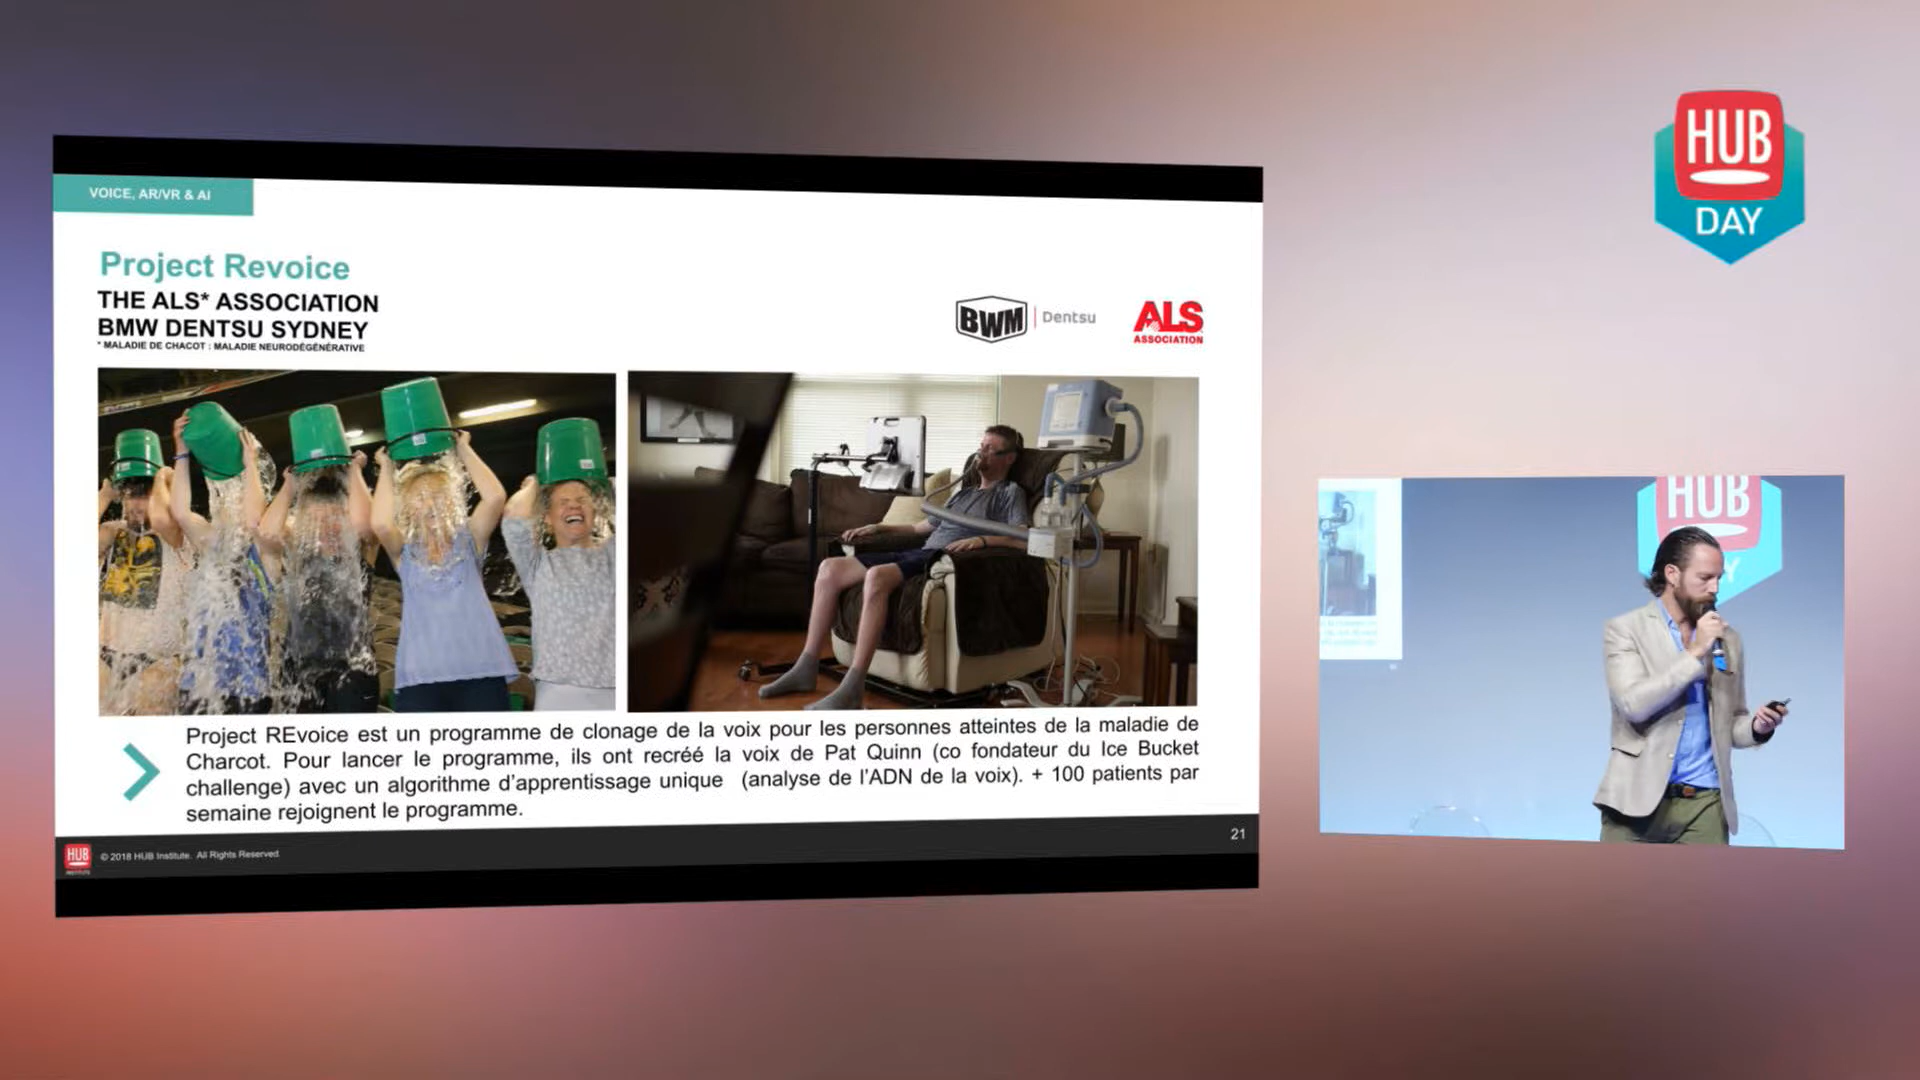 HUB
DAY
VOICE, AR/VR & AI
Project Revoice
THE ALS* ASSOCIATION
BMW DENTSU SYDNEY
* MALADIE DE CHACOT : MALADIE NEURODÉGÉNÉRATIVE
BWM | Dentsu
ALS
ASSOCIATION
Project REvoice est un programme de clonage de la voix pour les personnes atteintes de la maladie de
Charcot. Pour lancer le programme, ils ont recréé la voix de Pat Quinn (co fondateur du Ice Bucket
challenge) avec un algorithme d'apprentissage unique (analyse de l'ADN de la voix). + 100 patients par
semaine rejoignent le programme.
21
HUB
INSTITUTE
© 2018 HUB Institute. All Rights Reserved.
HUB
Y